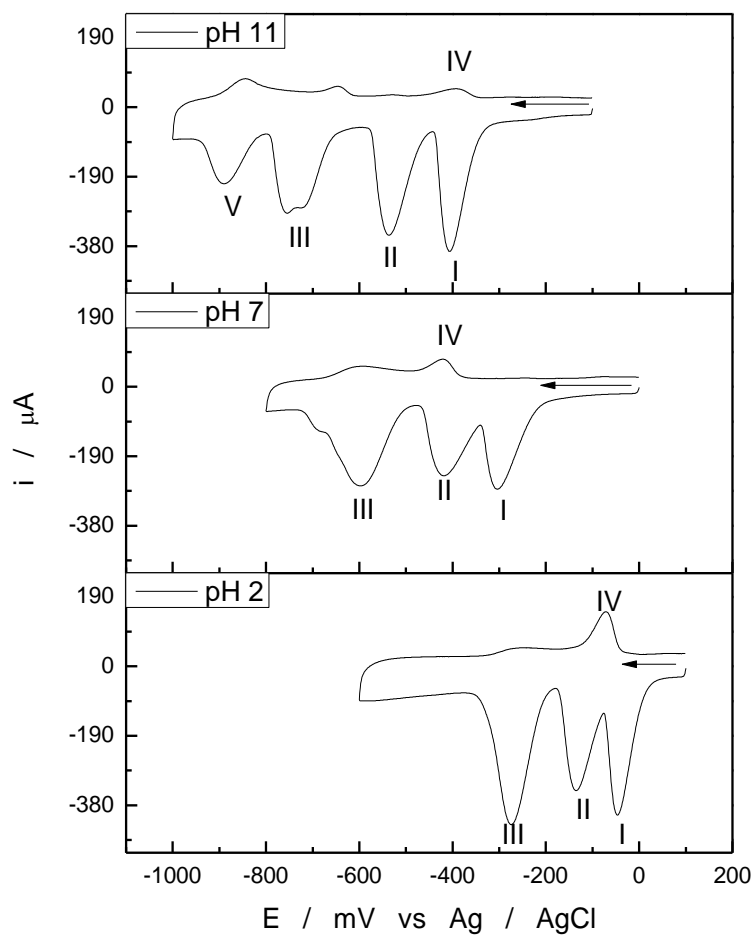 190
0
-190
-380
pH 11
IV
V
III
II
I
190
0
-190
-380
pH 7
IV
III
II
I
190
0
-190
-380
pH 2
IV
III
II
I
i / μA
-1000 -800 -600 -400 -200 0 200
E / mV vs Ag / AgCl